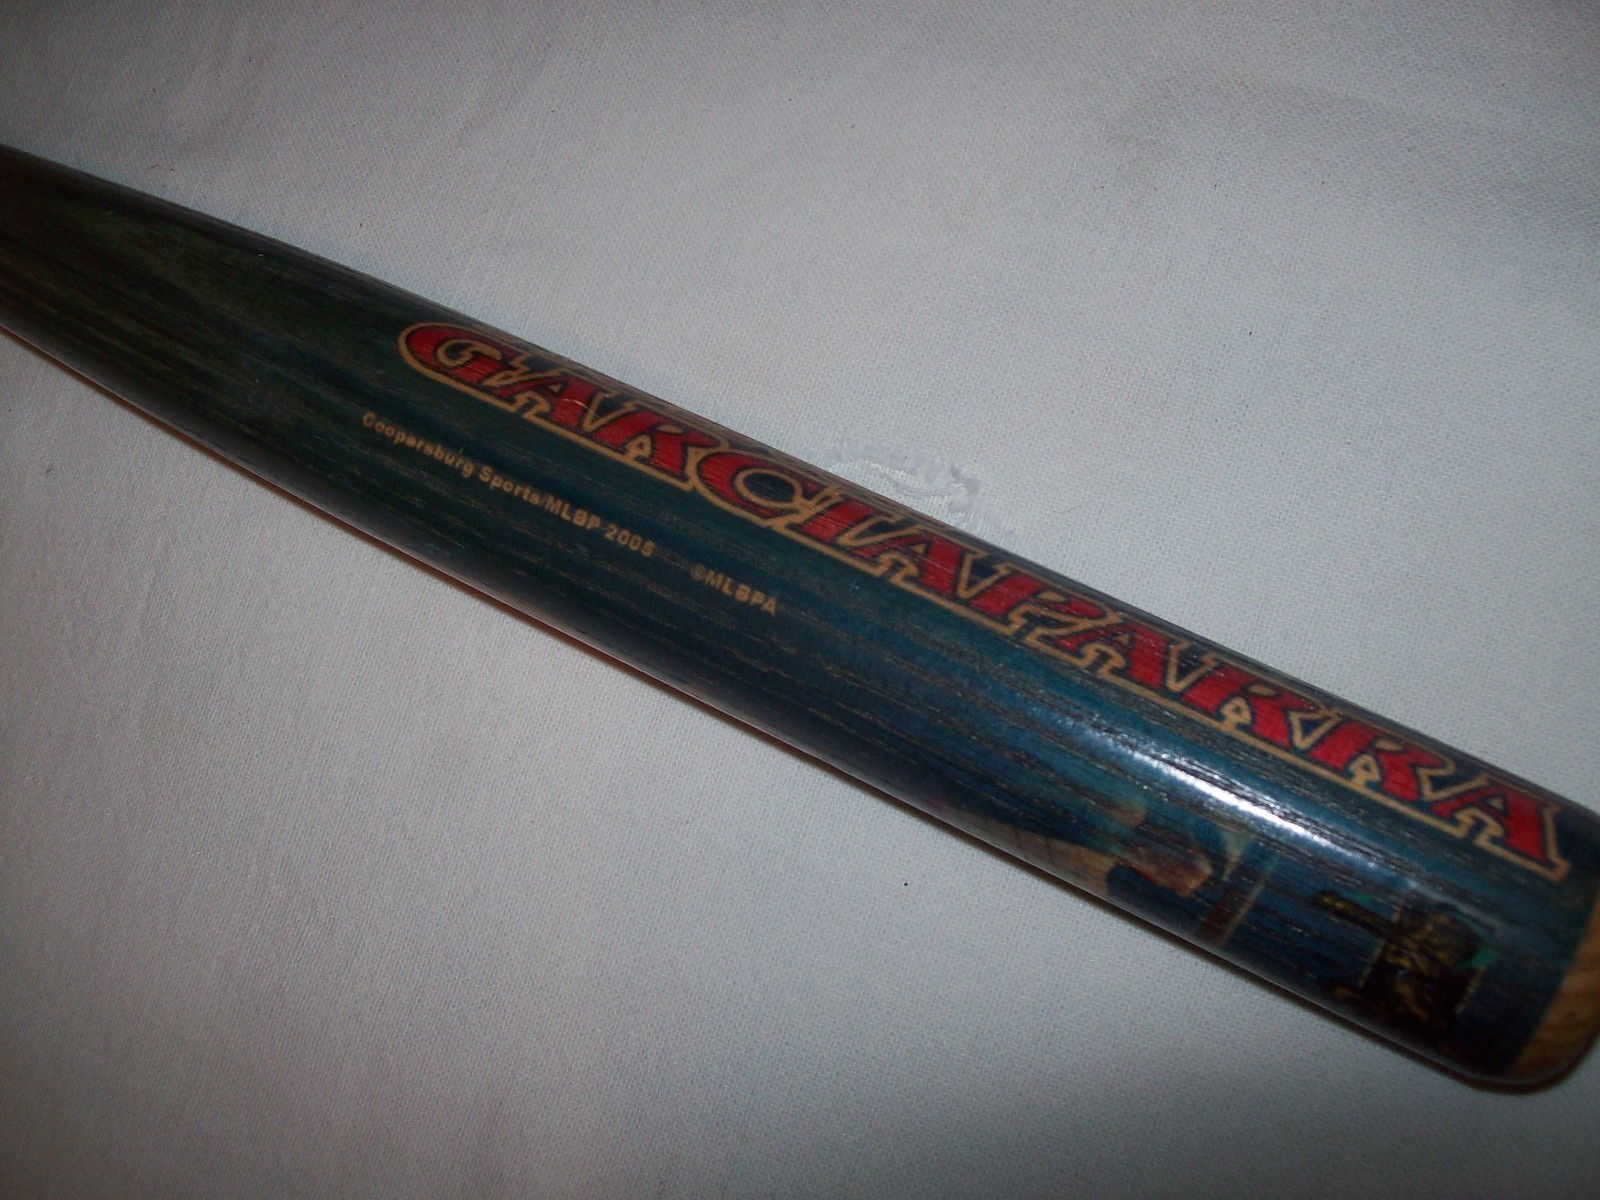 GARCIAPARRA
Coopersburg Sports/MLBP 2005 ©MLBPA